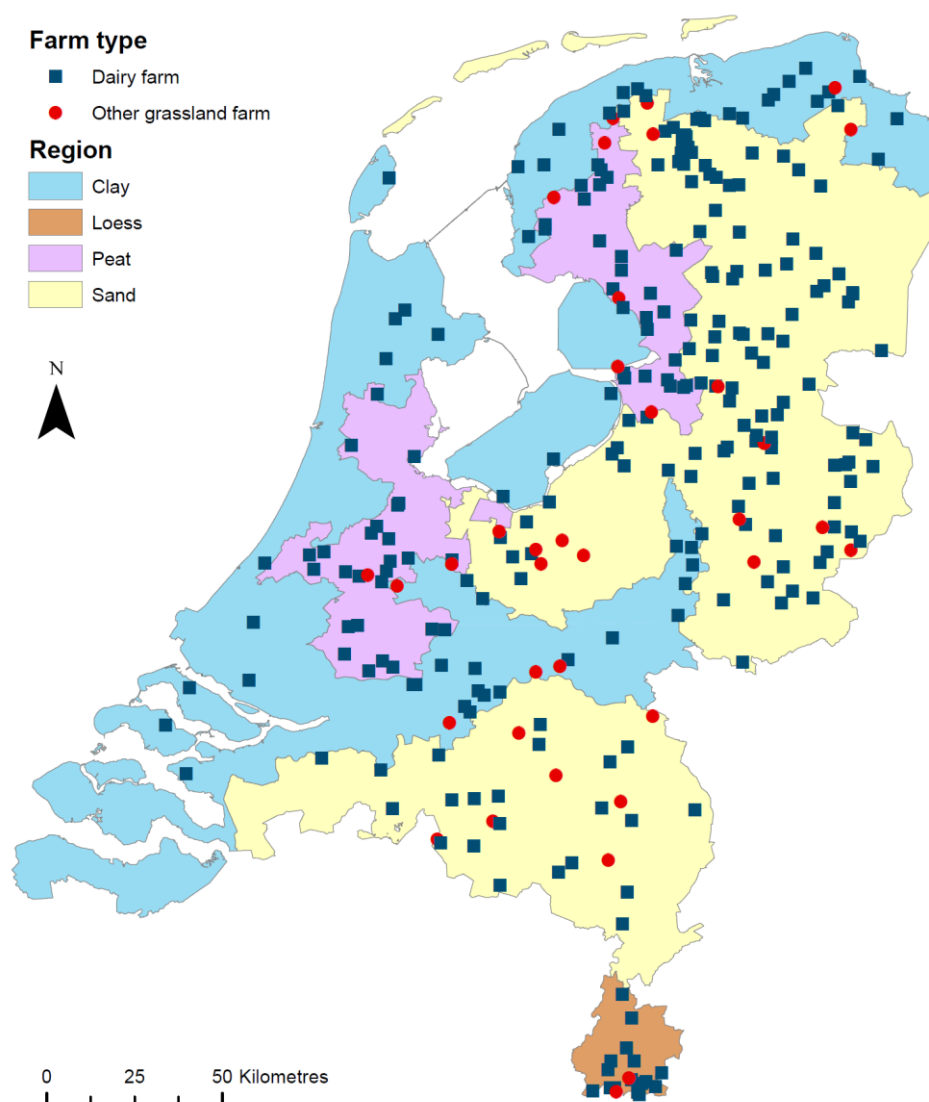 Farm type
Dairy farm
Other grassland farm
Region
Clay
Loess
Peat
Sand
N
0 25 50 Kilometres